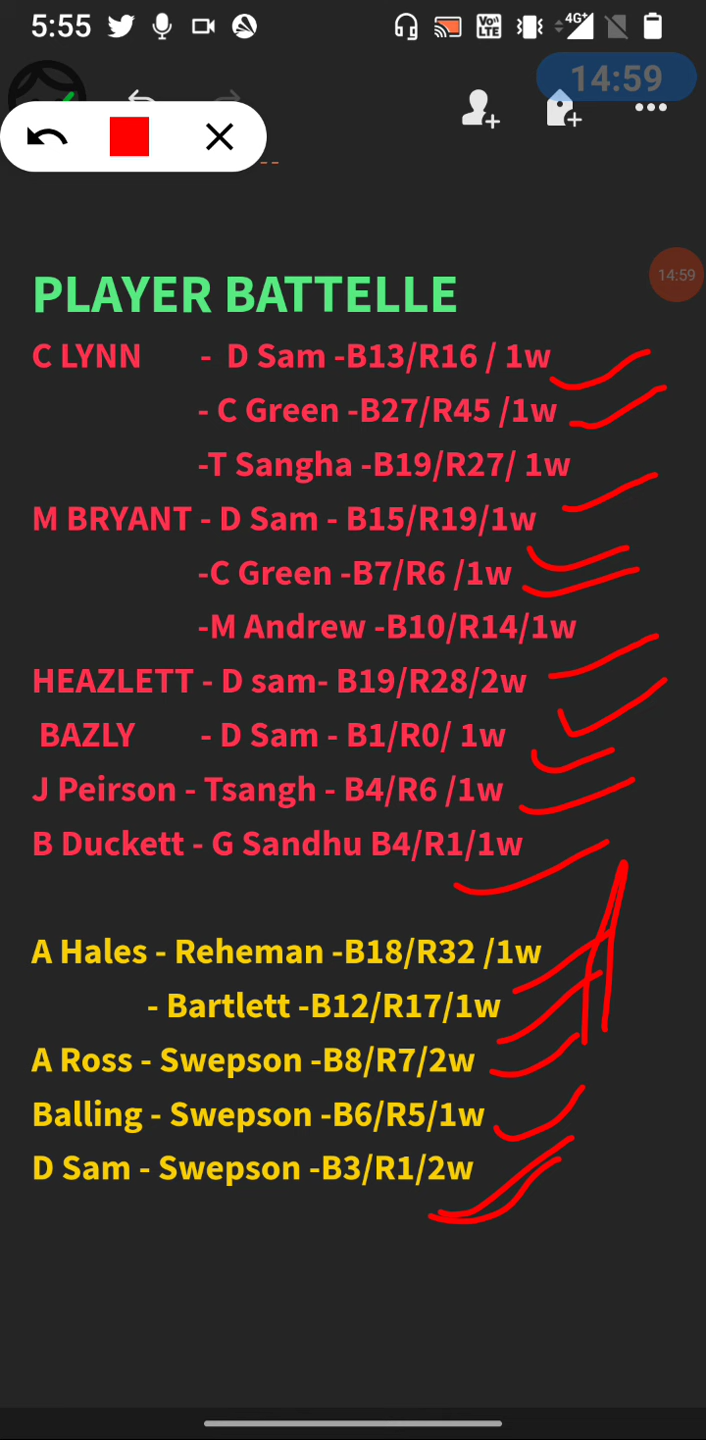 5:55 Vo LTE 4G+
14:59
14:59
PLAYER BATTELLE
C LYNN - D Sam -B13/R16 / 1w
- C Green -B27/R45 /1w
-T Sangha -B19/R27/ 1w
M BRYANT - D Sam - B15/R19/1w
-C Green -B7/R6 /1w
-M Andrew -B10/R14/1w
HEAZLETT - D sam- B19/R28/2w
BAZLY - D Sam - B1/R0/ 1w
J Peirson - Tsangh - B4/R6 /1w
B Duckett - G Sandhu B4/R1/1w
A Hales - Reheman -B18/R32 /1w
- Bartlett -B12/R17/1w
A Ross - Swepson -B8/R7/2w
Balling - Swepson -B6/R5/1w
D Sam - Swepson -B3/R1/2w